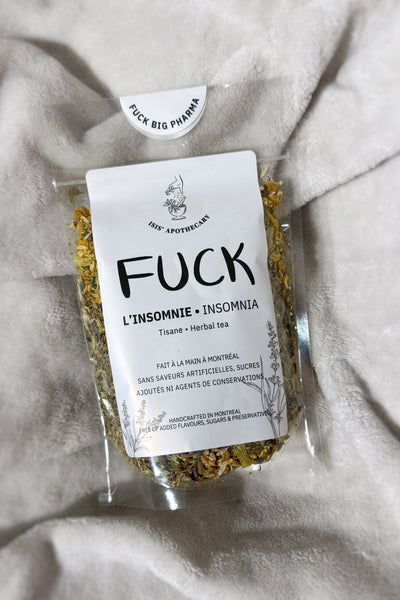 FUCK BIG PHARMA
ISIS' APOTHECARY
FUCK
L'INSOMNIE • INSOMNIA
Tisane • Herbal tea
FAIT À LA MAIN À MONTRÉAL
SANS SAVEURS ARTIFICIELLES, SUCRES
AJOUTÉS NI AGENTS DE CONSERVATIONS
HANDCRAFTED IN MONTREAL
FREE OF ADDED FLAVOURS, SUGARS & PRESERVATIVES